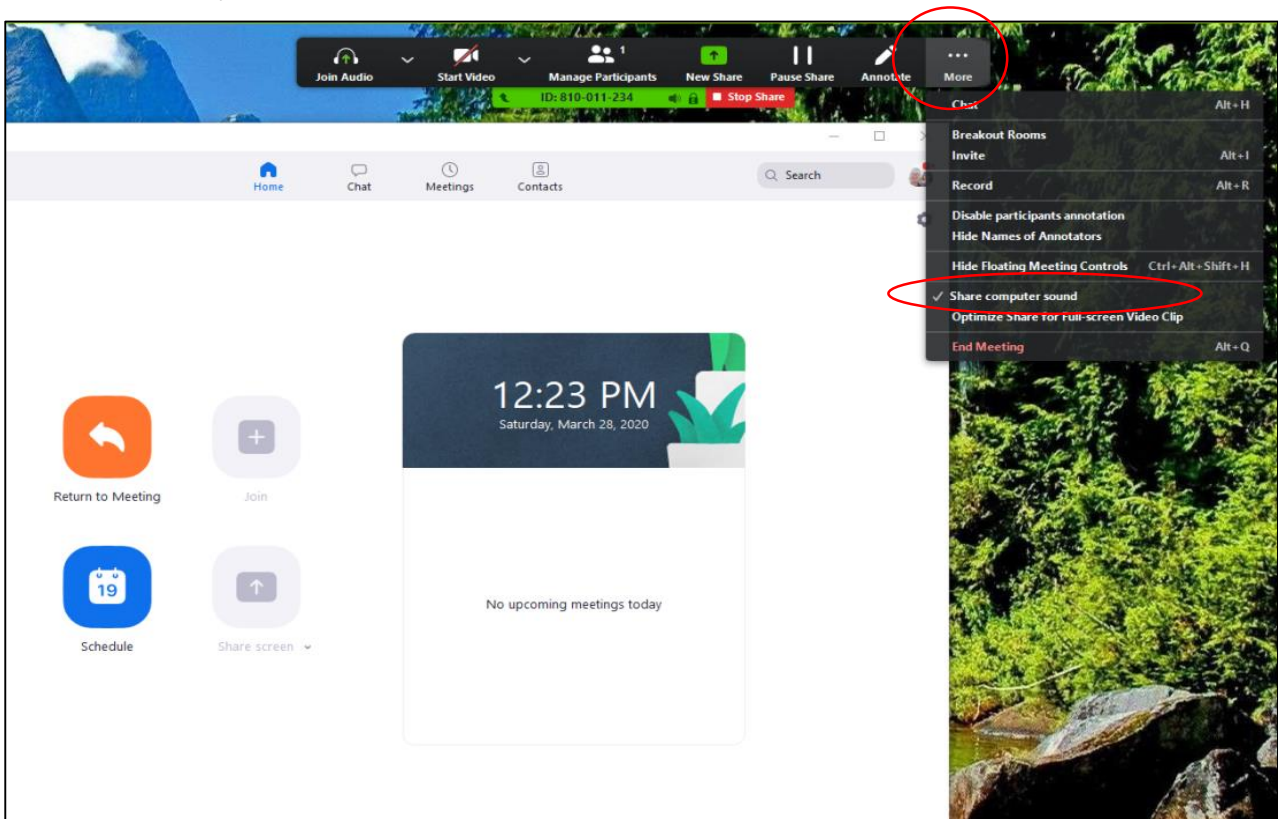 1
Join Audio Start Video Manage Participants New Share Pause Share Annotate More
ID: 810-011-234 Stop Share
Chat Alt+H
Breakout Rooms
Invite Alt+I
Record Alt+R
Disable participants annotation
Hide Names of Annotators
Hide Floating Meeting Controls Ctrl+Alt+Shift+H
Share computer sound
Optimize Share for Full-screen Video Clip
End Meeting Alt+Q
Home Chat Meetings Contacts Search
12:23 PM
Saturday, March 28, 2020
Return to Meeting Join
19
Schedule Share screen
No upcoming meetings today